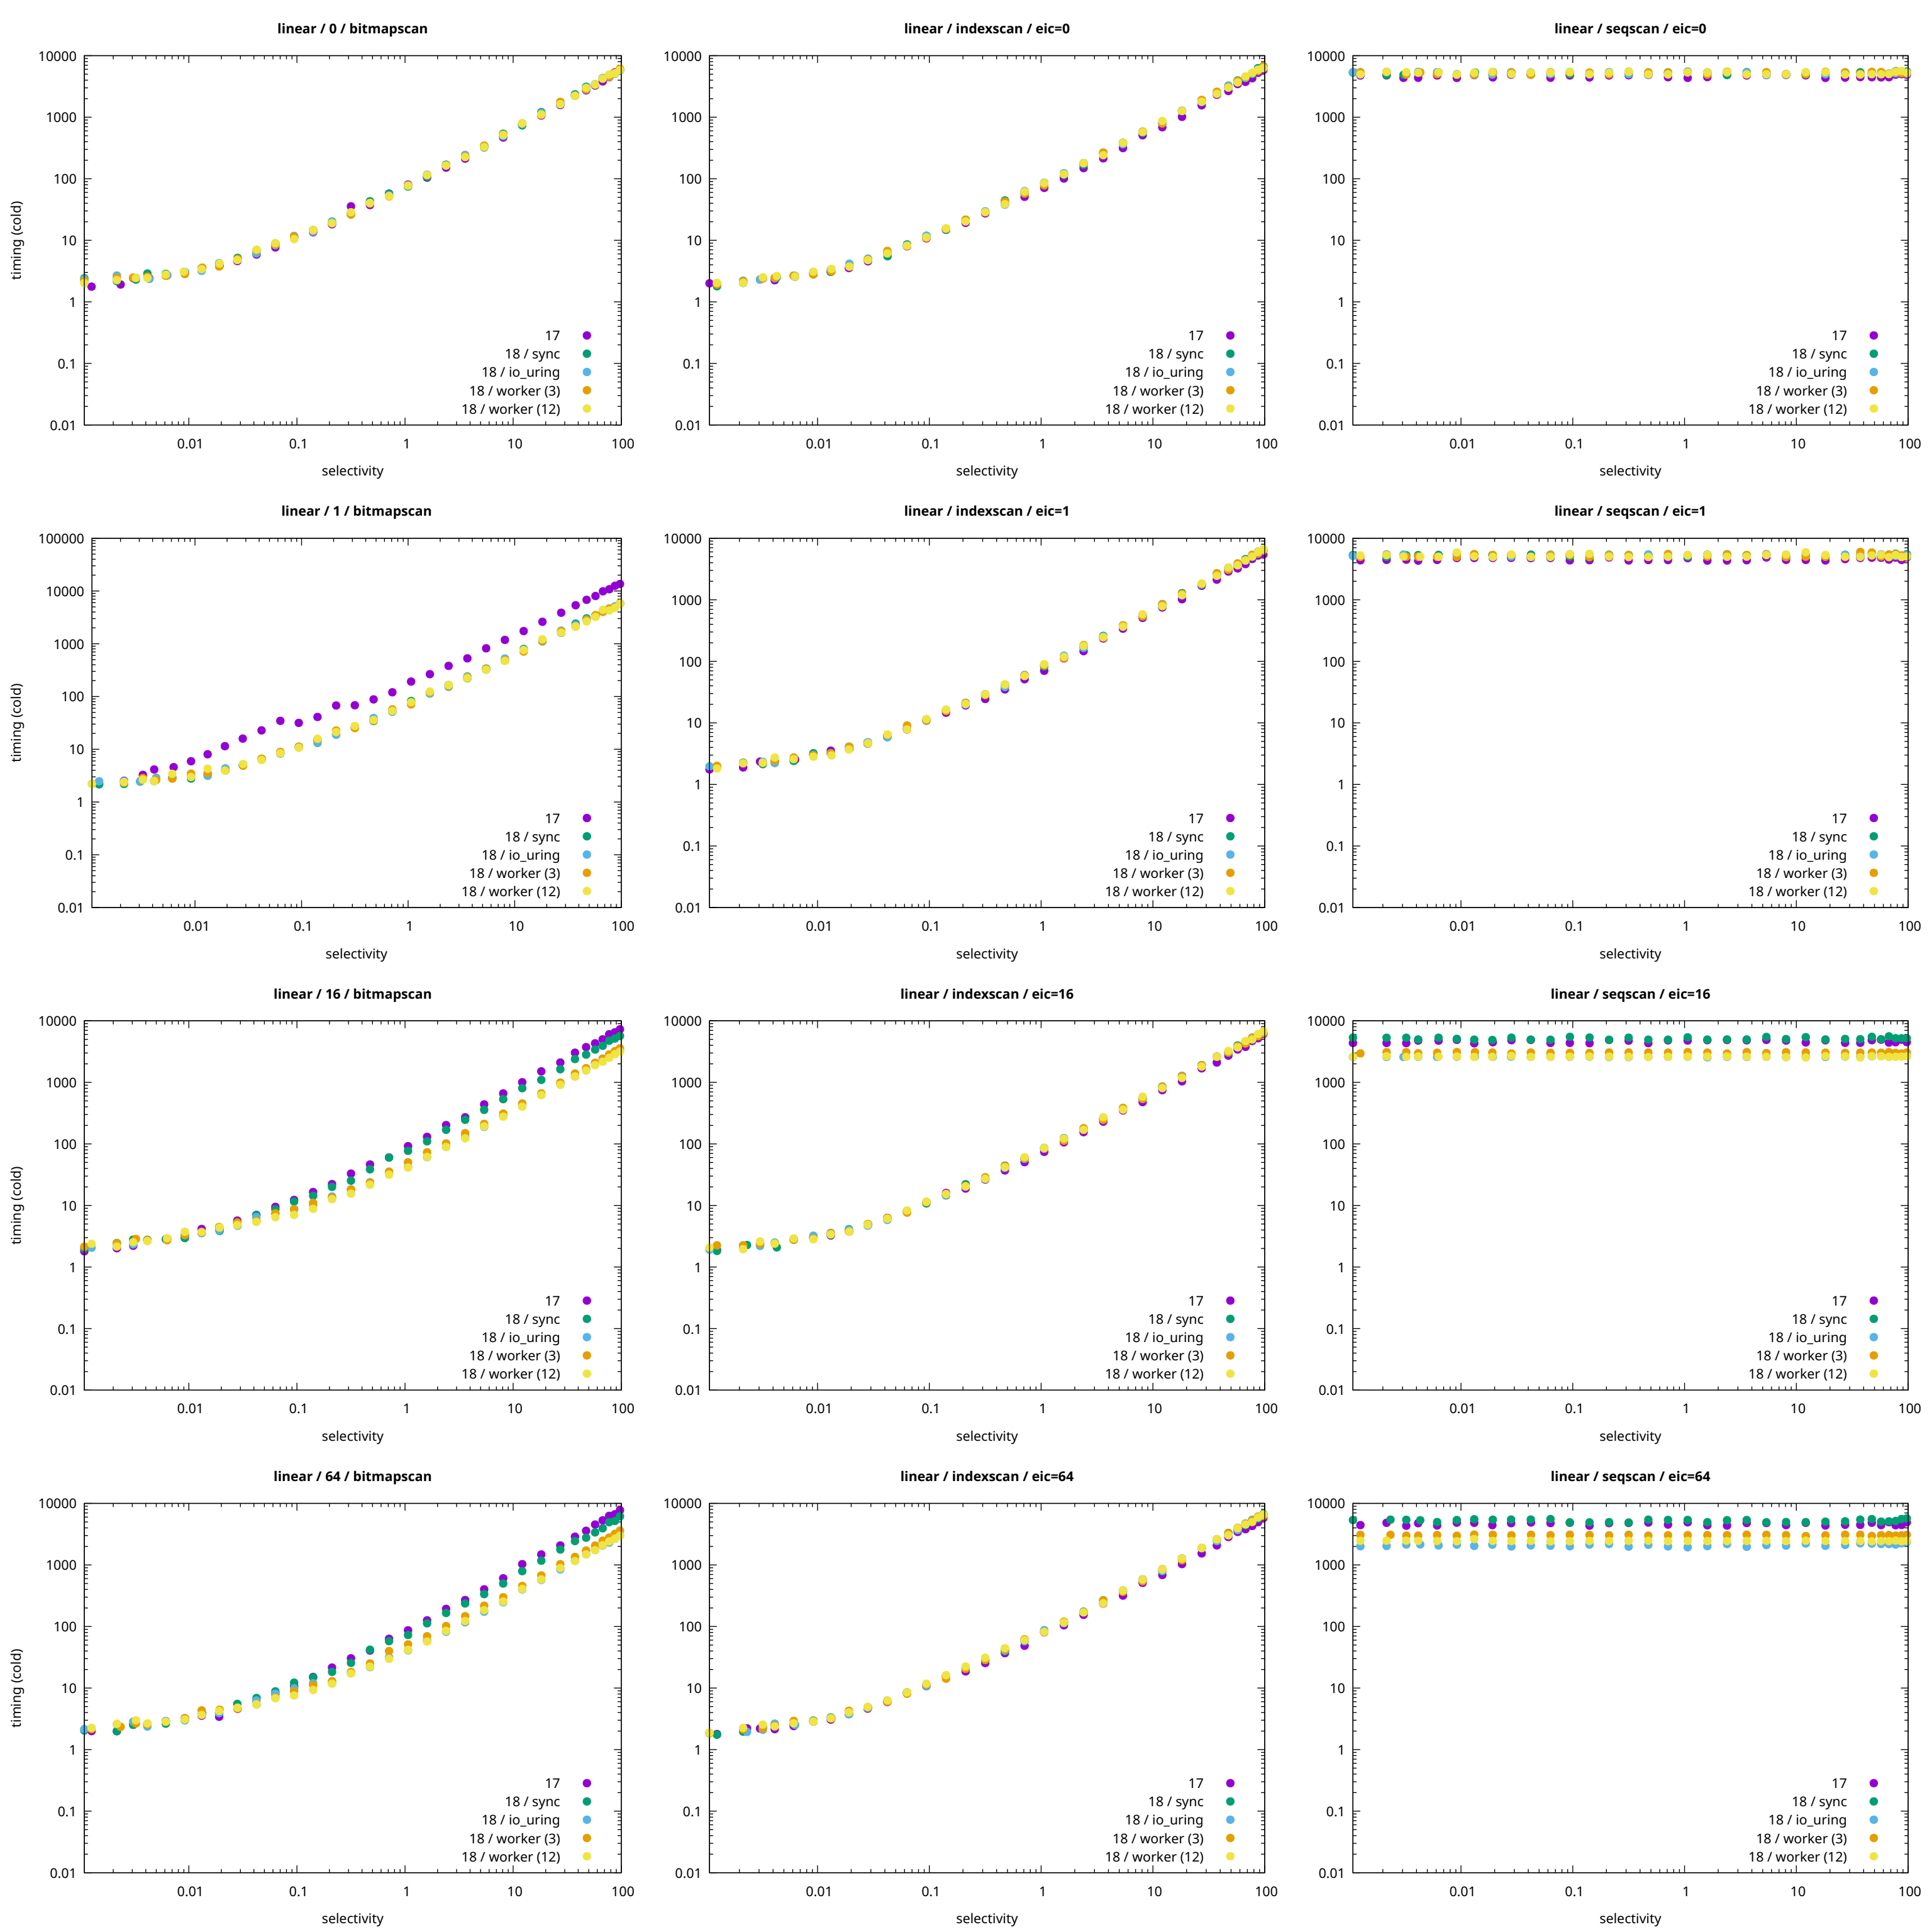 linear / 0 / bitmapscan
timing (cold)
10000
1000
100
10
1
0.1
0.01
17
18 / sync
18 / io_uring
18 / worker (3)
18 / worker (12)
0.01 0.1 1 10 100
selectivity
linear / indexscan / eic=0
10000
1000
100
10
1
0.1
0.01
17
18 / sync
18 / io_uring
18 / worker (3)
18 / worker (12)
0.01 0.1 1 10 100
selectivity
linear / seqscan / eic=0
10000
1000
100
10
1
0.1
0.01
17
18 / sync
18 / io_uring
18 / worker (3)
18 / worker (12)
0.01 0.1 1 10 100
selectivity
linear / 1 / bitmapscan
timing (cold)
100000
10000
1000
100
10
1
0.1
0.01
17
18 / sync
18 / io_uring
18 / worker (3)
18 / worker (12)
0.01 0.1 1 10 100
selectivity
linear / indexscan / eic=1
10000
1000
100
10
1
0.1
0.01
17
18 / sync
18 / io_uring
18 / worker (3)
18 / worker (12)
0.01 0.1 1 10 100
selectivity
linear / seqscan / eic=1
10000
1000
100
10
1
0.1
0.01
17
18 / sync
18 / io_uring
18 / worker (3)
18 / worker (12)
0.01 0.1 1 10 100
selectivity
linear / 16 / bitmapscan
timing (cold)
10000
1000
100
10
1
0.1
0.01
17
18 / sync
18 / io_uring
18 / worker (3)
18 / worker (12)
0.01 0.1 1 10 100
selectivity
linear / indexscan / eic=16
10000
1000
100
10
1
0.1
0.01
17
18 / sync
18 / io_uring
18 / worker (3)
18 / worker (12)
0.01 0.1 1 10 100
selectivity
linear / seqscan / eic=16
10000
1000
100
10
1
0.1
0.01
17
18 / sync
18 / io_uring
18 / worker (3)
18 / worker (12)
0.01 0.1 1 10 100
selectivity
linear / 64 / bitmapscan
timing (cold)
10000
1000
100
10
1
0.1
0.01
17
18 / sync
18 / io_uring
18 / worker (3)
18 / worker (12)
0.01 0.1 1 10 100
selectivity
linear / indexscan / eic=64
10000
1000
100
10
1
0.1
0.01
17
18 / sync
18 / io_uring
18 / worker (3)
18 / worker (12)
0.01 0.1 1 10 100
selectivity
linear / seqscan / eic=64
10000
1000
100
10
1
0.1
0.01
17
18 / sync
18 / io_uring
18 / worker (3)
18 / worker (12)
0.01 0.1 1 10 100
selectivity